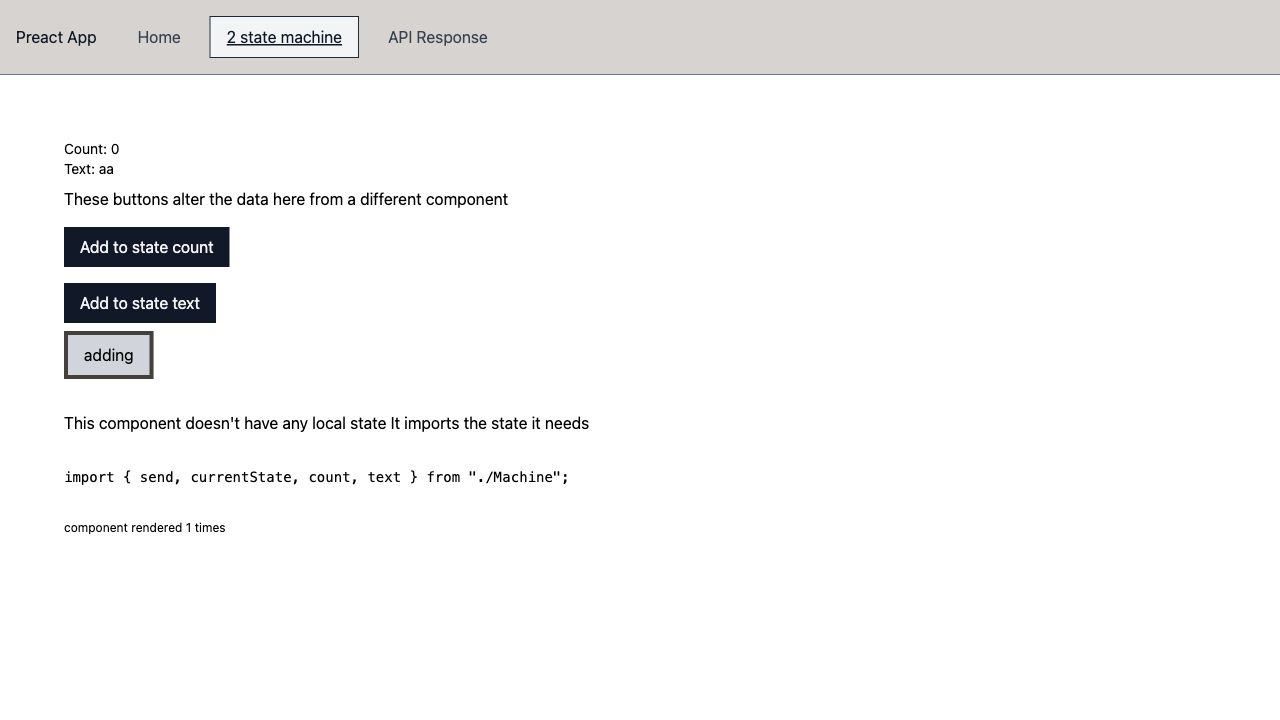 Preact App Home 2 state machine API Response
Count: 0
Text: aa
These buttons alter the data here from a different component
Add to state count
Add to state text
adding
This component doesn't have any local state It imports the state it needs
import { send, currentState, count, text } from "./Machine";
component rendered 1 times